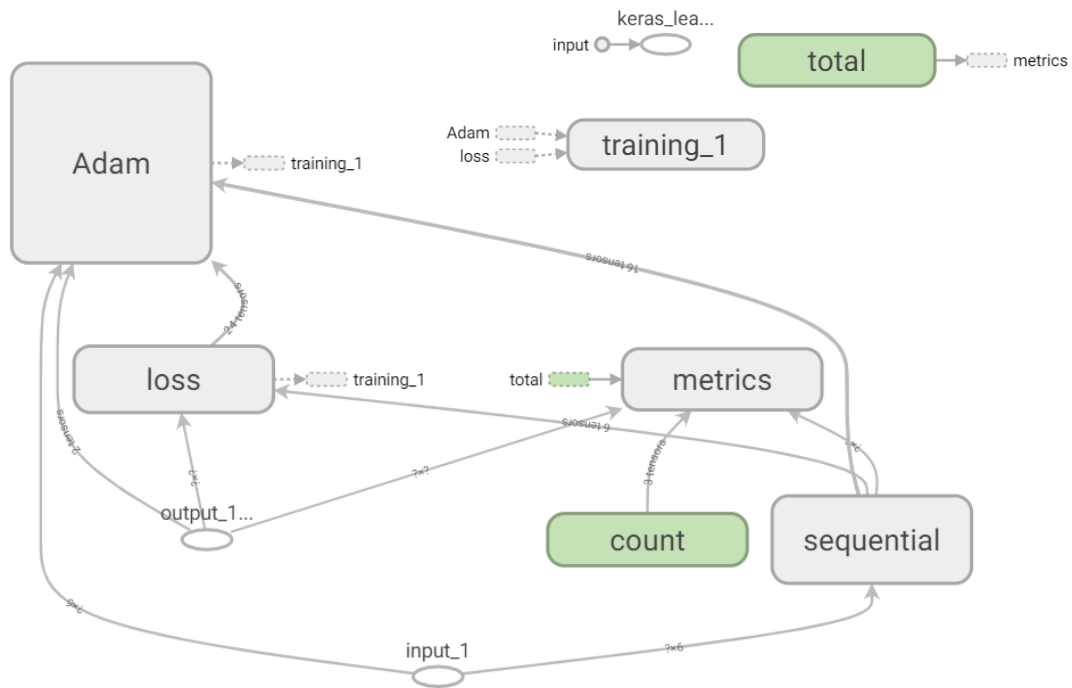 keras_lea...
input
total
metrics
Adam
training_1
loss
Adam
training_1
16 tensors
24 tensors
loss
training_1
total
metrics
6 tensors
2 tensors
?×?
?×?
3 tensors
?×?
output_1...
count
sequential
?×6
input_1
?×6